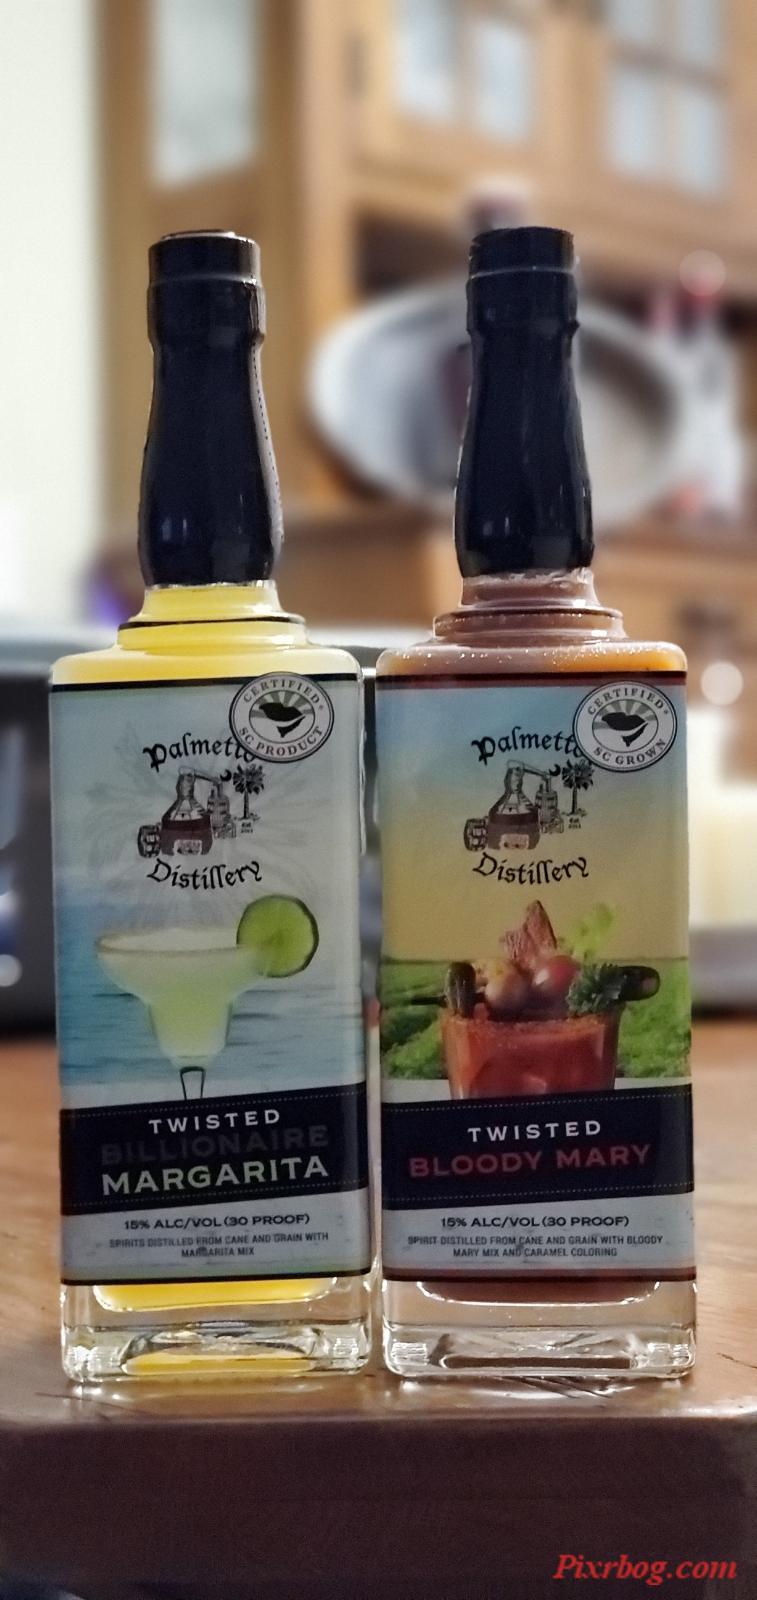 CERTIFIED
SC PRODUCT
Palmetto
Distillery
TWISTED
BILLIONAIRE
MARGARITA
15% ALC/VOL (30 PROOF)
SPIRITS DISTILLED FROM CANE AND GRAIN WITH
MARGARITA MIX
CERTIFIED
SC GROWN
Palmetto
Distillery
TWISTED
BLOODY MARY
15% ALC/VOL (30 PROOF)
SPIRIT DISTILLED FROM CANE AND GRAIN WITH BLOODY
MARY MIX AND CARAMEL COLORING
Pixrbog.com